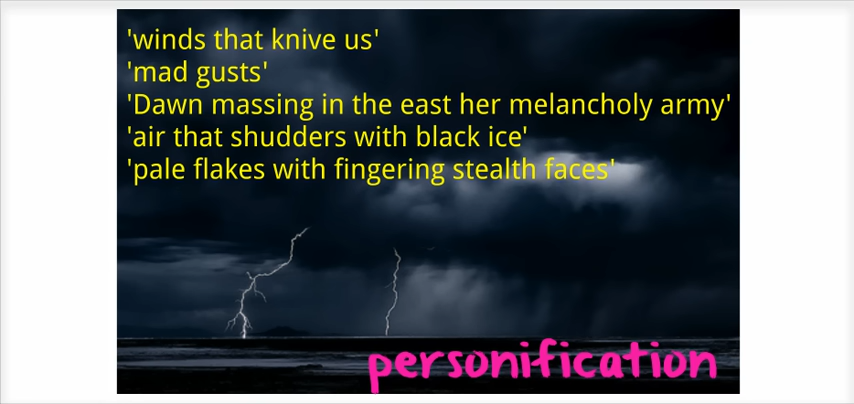 'winds that knive us'
'mad gusts'
'Dawn massing in the east her melancholy army'
'air that shudders with black ice'
'pale flakes with fingering stealth faces'
personification